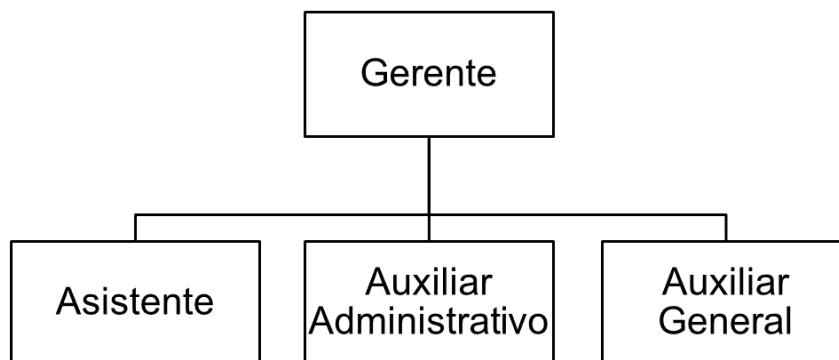 Gerente
Asistente
Auxiliar
Administrativo
Auxiliar
General